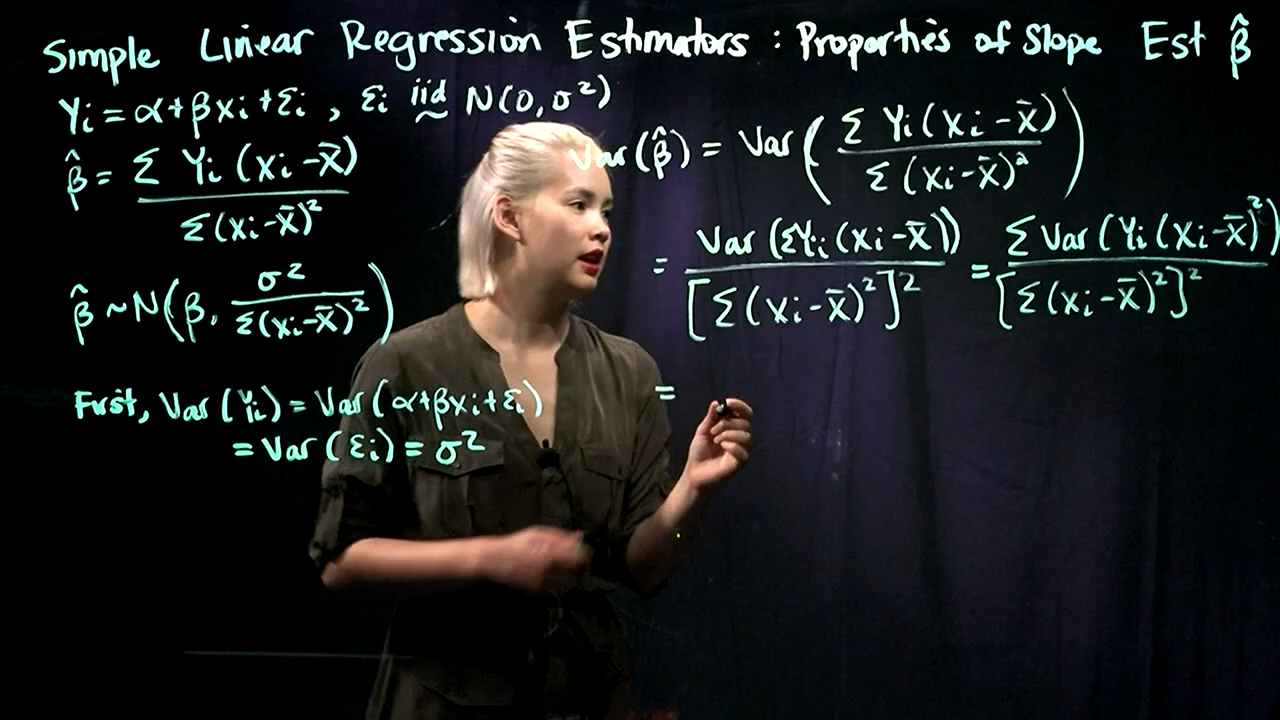 Simple Linear Regression Estimators : Properties of Slope Est β̂
Yi = α+βxi+εi , εi iid ~ N(0, σ²)
β̂ = Σ Yi (xi-x̄) / Σ(xi-x̄)²
β̂ ~ N(β, σ² / Σ(xi-x̄)²)
First, Var (Yi) = Var (α+βxi+εi)
= Var (εi) = σ²
Var(β̂) = Var ( Σ Yi (xi-x̄) / Σ (xi-x̄)² )
= Var (ΣYi (xi-x̄)) / [Σ(xi-x̄)²]² = Σ Var (Yi (xi-x̄)²) / [Σ(xi-x̄)²]²
=